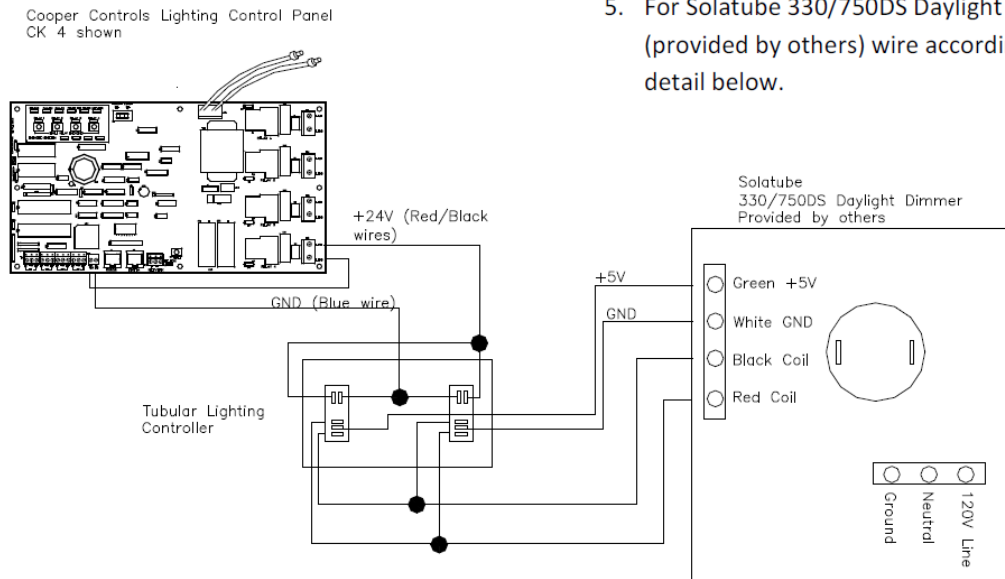 Cooper Controls Lighting Control Panel
CK 4 shown
5. For Solatube 330/750DS Daylight
(provided by others) wire accordi
detail below.
Solatube
330/750DS Daylight Dimmer
Provided by others
+24V (Red/Black
wires)
GND (Blue wire)
+5V
GND
Green +5V
White GND
Black Coil
Red Coil
Tubular Lighting
Controller
Ground
Neutral
120V Line